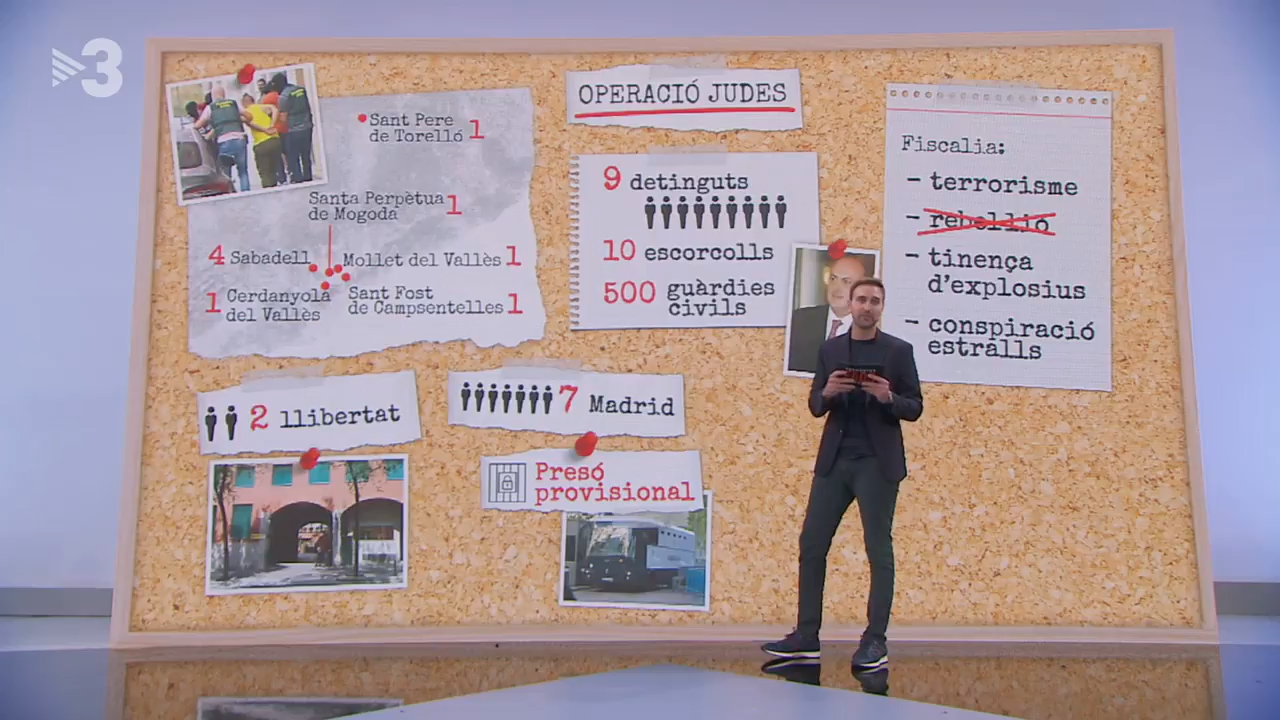 3
OPERACIÓ JUDES
Sant Pere
de Torelló 1
Santa Perpètua
de Mogoda 1
4 Sabadell
Mollet del Vallès 1
1 Cerdanyola
del Vallès
Sant Fost
de Campsentelles 1
9 detinguts
10 escorcolls
500 guàrdies
civils
Fiscalia:
- terrorisme
- rebel·lió
- tinença
d'explosius
- conspiració
estralls
2 llibertat
7 Madrid
Presó
provisional